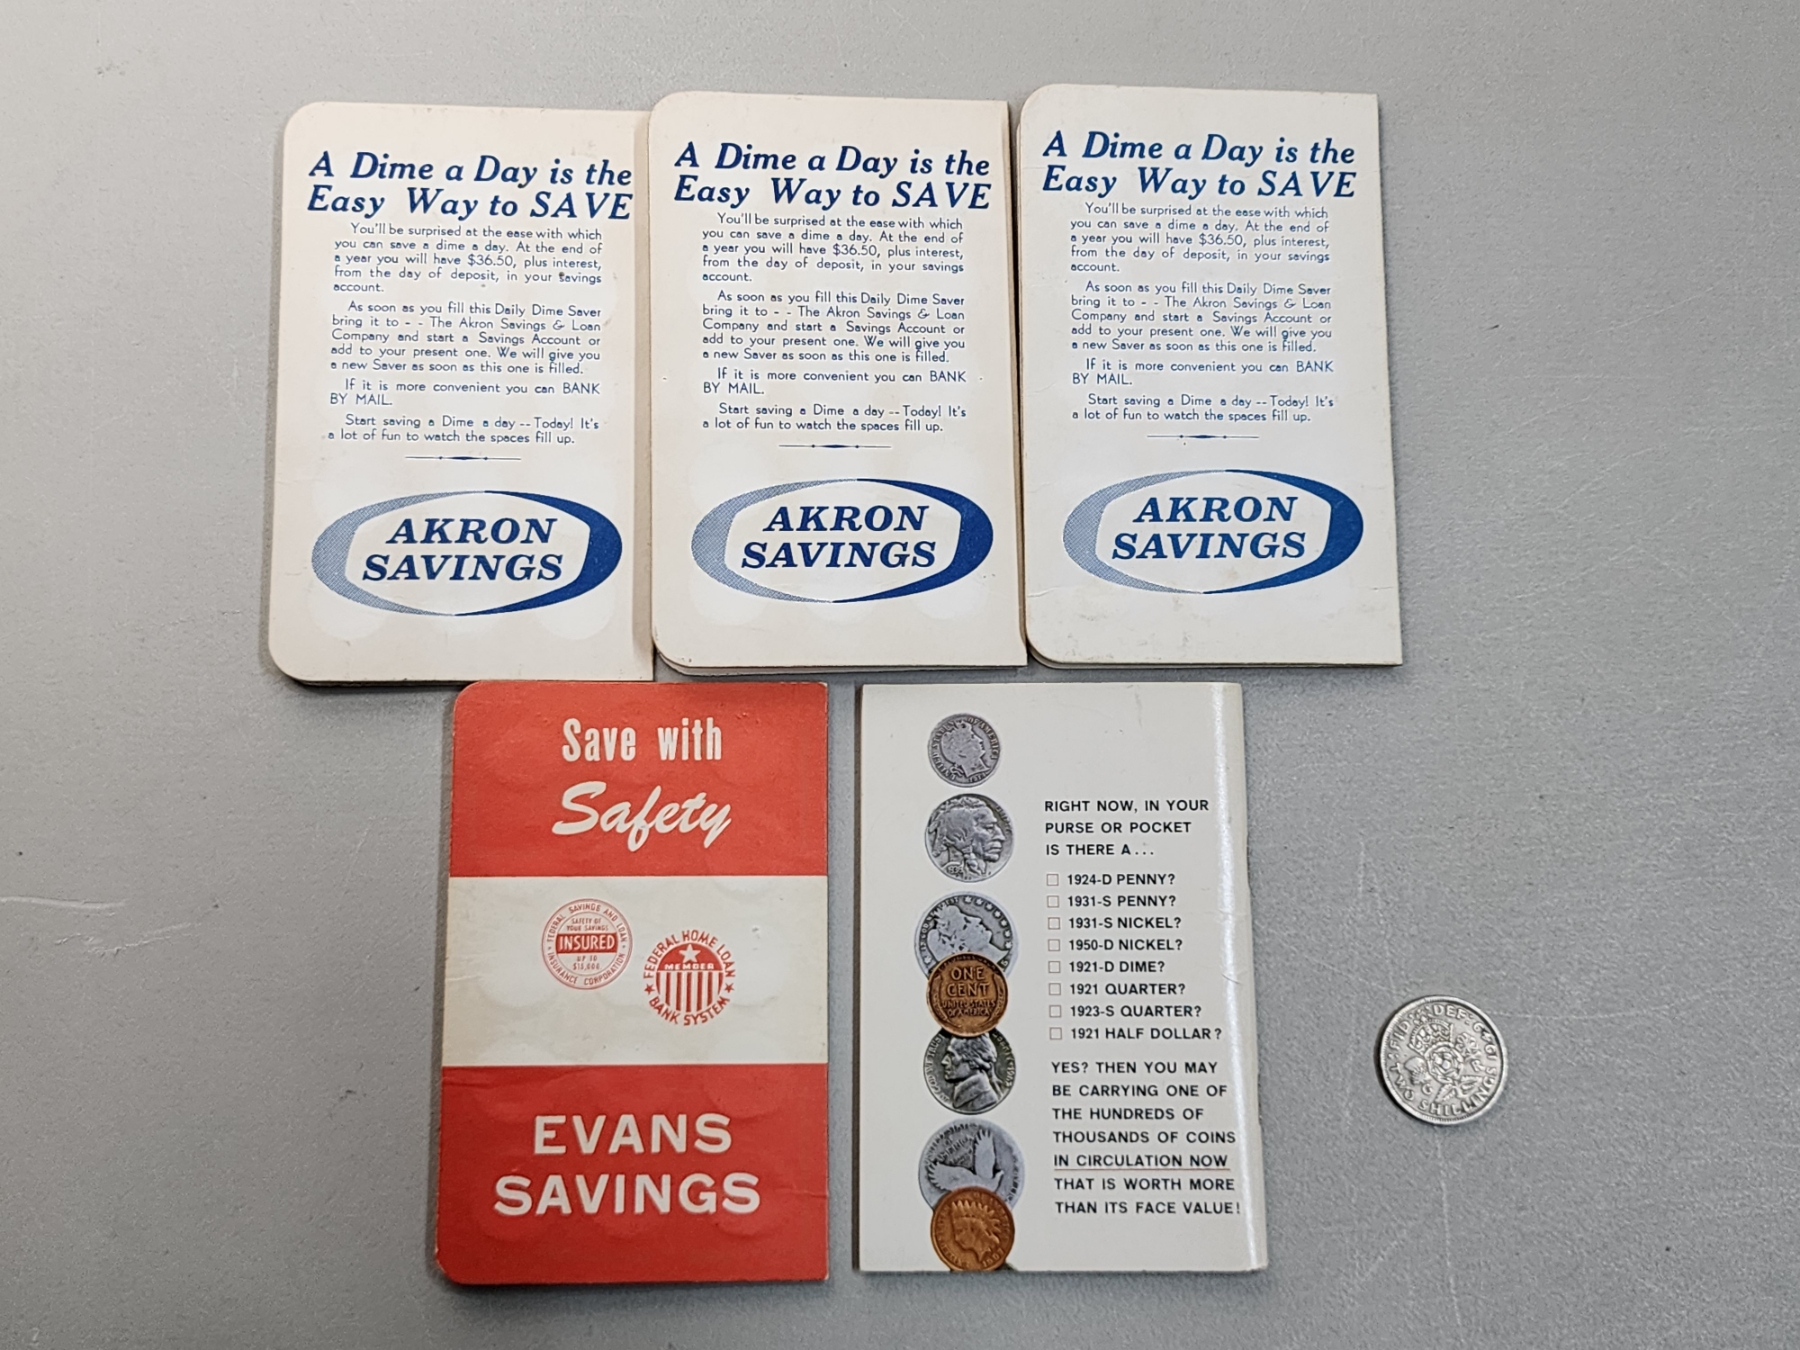 A Dime a Day is the
Easy Way to SAVE
You'll be surprised at the ease with which
you can save a dime a day. At the end of
a year you will have $36.50, plus interest,
from the day of deposit, in your savings
account.
As soon as you fill this Daily Dime Saver
bring it to - - The Akron Savings & Loan
Company and start a Savings Account or
add to your present one. We will give you
a new Saver as soon as this one is filled.
If it is more convenient you can BANK
BY MAIL.
Start saving a Dime a day -- Today! It's
a lot of fun to watch the spaces fill up.
AKRON
SAVINGS
A Dime a Day is the
Easy Way to SAVE
You'll be surprised at the ease with which
you can save a dime a day. At the end of
a year you will have $36.50, plus interest,
from the day of deposit, in your savings
account.
As soon as you fill this Daily Dime Saver
bring it to - - The Akron Savings & Loan
Company and start a Savings Account or
add to your present one. We will give you
a new Saver as soon as this one is filled.
If it is more convenient you can BANK
BY MAIL.
Start saving a Dime a day -- Today! It's
a lot of fun to watch the spaces fill up.
AKRON
SAVINGS
A Dime a Day is the
Easy Way to SAVE
You'll be surprised at the ease with which
you can save a dime a day. At the end of
a year you will have $36.50, plus interest,
from the day of deposit, in your savings
account.
As soon as you fill this Daily Dime Saver
bring it to - - The Akron Savings & Loan
Company and start a Savings Account or
add to your present one. We will give you
a new Saver as soon as this one is filled.
If it is more convenient you can BANK
BY MAIL.
Start saving a Dime a day -- Today! It's
a lot of fun to watch the spaces fill up.
AKRON
SAVINGS
Save with
Safety
FEDERAL SAVINGS AND LOAN
INSURANCE CORPORATION
SAFETY OF
YOUR SAVINGS
INSURED
UP TO
FEDERAL HOME LOAN
MEMBER
BANK SYSTEM
EVANS
SAVINGS
ONE
CENT
UNITED STATES
OF AMERICA
RIGHT NOW, IN YOUR
PURSE OR POCKET
IS THERE A...
1924-D PENNY?
1931-S PENNY?
1931-S NICKEL?
1950-D NICKEL?
1921-D DIME?
1921 QUARTER?
1923-S QUARTER?
1921 HALF DOLLAR?
YES? THEN YOU MAY
BE CARRYING ONE OF
THE HUNDREDS OF
THOUSANDS OF COINS
IN CIRCULATION NOW
THAT IS WORTH MORE
THAN ITS FACE VALUE!
FID:DEF:1942
TWO SHILLINGS